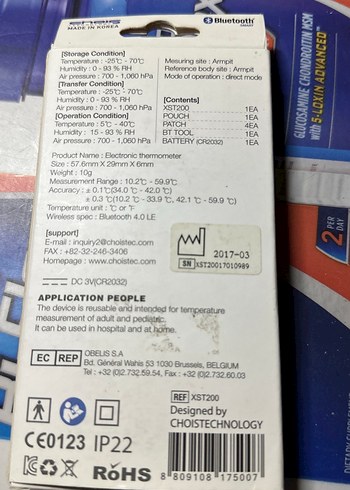 chois
MADE IN KOREA
Bluetooth®
SMART
[Storage Condition]
Temperature : -25℃ - 70℃
Humidity : 0 - 93 % RH
Air pressure : 700 - 1,060 hPa
[Transfer Condition]
Temperature : -25℃ - 70℃
Humidity : 0 - 93 % RH
Air pressure : 700 - 1,060 hPa
[Operation Condition]
Temperature : 5℃ - 40℃
Humidity : 15 - 93 % RH
Air pressure : 700 - 1,060 hPa
Mesuring site : Armpit
Reference body site : Armpit
Mode of operation : direct mode
[Contents]
XST200 1EA
POUCH 1EA
PATCH 4EA
BT TOOL 1EA
BATTERY (CR2032) 1EA
Product Name : Electronic thermometer
Size : 57.6mm X 29mm X 6mm
Weight : 10g
Measurement Range : 10.2℃ - 59.9℃
Accuracy : ± 0.1℃(34.0 ~ 42.0℃)
± 0.3 ℃(10.2 ~ 33.9℃, 42.1 ~ 59.9 ℃)
Temperature unit : ℃ or ℉
Wireless spec : Bluetooth 4.0 LE
[support]
E-mail : inquiry2@choistec.com
FAX : +82-32-246-3406
Homepage : www.choistec.com
2017-03
SN XST20017010989
DC 3V(CR2032)
APPLICATION PEOPLE
The device is reusable and intended for temperature
measurement of adult and pediatric.
It can be used in hospital and at home.
EC REP
OBELIS S.A
Bd. Général Wahis 53 1030 Brussels, BELGIUM
Tel : +32 (0)2.732.59.54, Fax : +32 (0)2.732.60.03
REF XST200
Designed by
CHOISTECHNOLOGY
CE0123 IP22
RoHS
8 809108 175007
GLUCOSAMINE CHONDROITIN MSM
with 5-LOXIN ADVANCED™
2 PER DAY